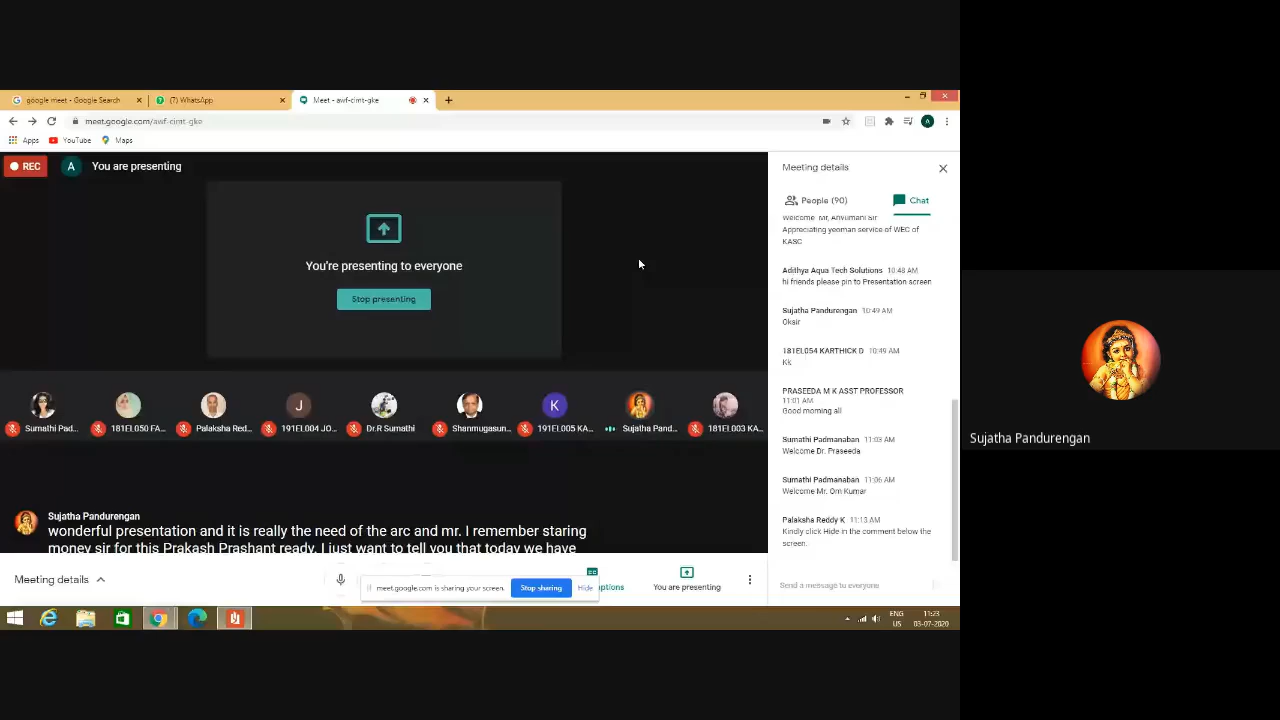 google meet - Google Search
(7) WhatsApp
Meet - awf-cimt-gke
meet.google.com/awf-cimt-gke
Apps
YouTube
Maps
REC
A
You are presenting
You're presenting to everyone
Stop presenting
Sumathi Pad...
181EL050 FA...
Palaksha Red...
J
191EL004 JO...
Dr.R Sumathi
Shanmugasun...
K
191EL005 KA...
Sujatha Pand...
181EL003 KA...
Sujatha Pandurengan
wonderful presentation and it is really the need of the arc and mr. I remember staring
money sir for this Prakash Prashant ready. I just want to tell you that today we have
Meeting details
meet.google.com is sharing your screen.
Stop sharing
Hide
You are presenting
Meeting details
People (90)
Chat
Welcome Mr, Anvumani Sir
Appreciating yeoman service of WEC of
KASC
Adithya Aqua Tech Solutions 10:48 AM
hi friends please pin to Presentation screen
Sujatha Pandurengan 10:49 AM
Oksir
181EL054 KARTHICK D 10:49 AM
Kk
PRASEEDA M K ASST PROFESSOR
11:01 AM
Good morning all
Sumathi Padmanaban 11:03 AM
Welcome Dr. Praseeda
Sumathi Padmanaban 11:06 AM
Welcome Mr. Om Kumar
Palaksha Reddy K 11:13 AM
Kindly click Hide in the comment below the
screen.
Send a message to everyone
ENG
US
11:23
03-07-2020
Sujatha Pandurengan